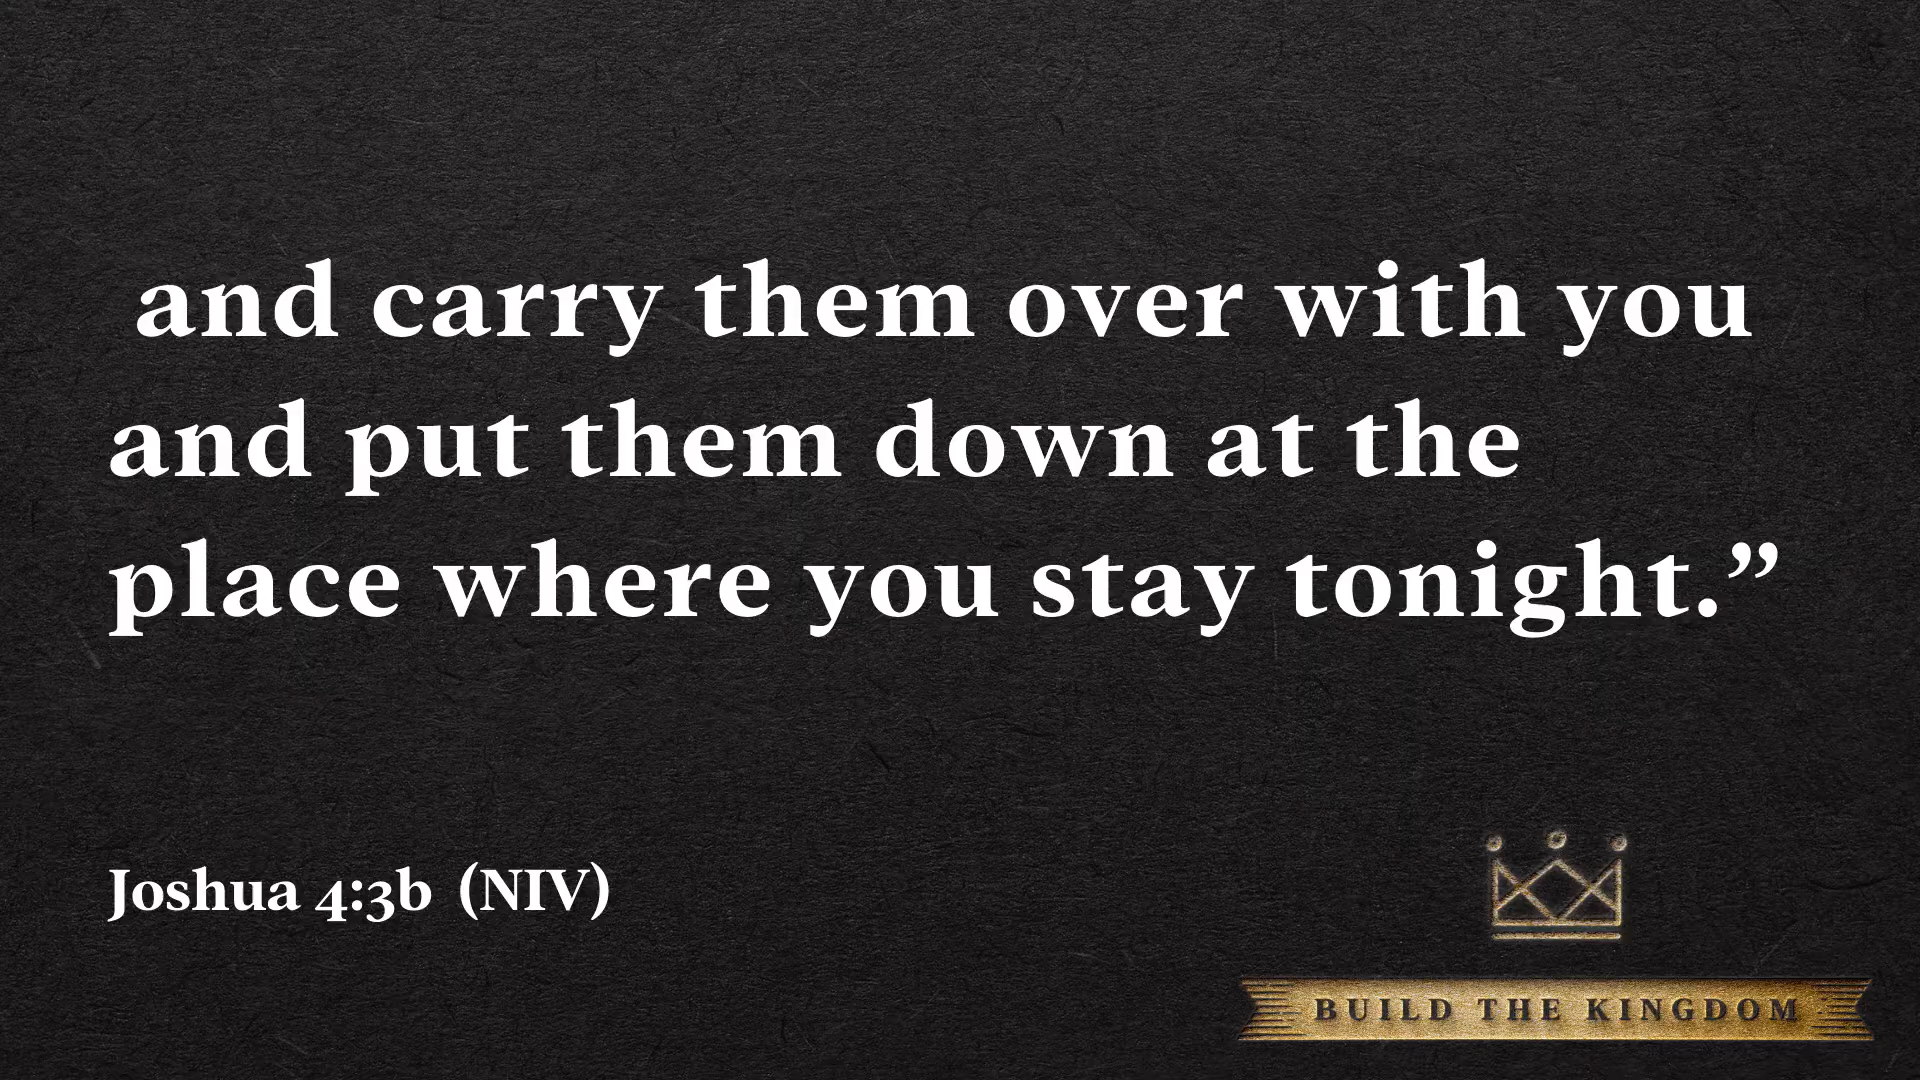 and carry them over with you
and put them down at the
place where you stay tonight.”
Joshua 4:3b (NIV)
BUILD THE KINGDOM